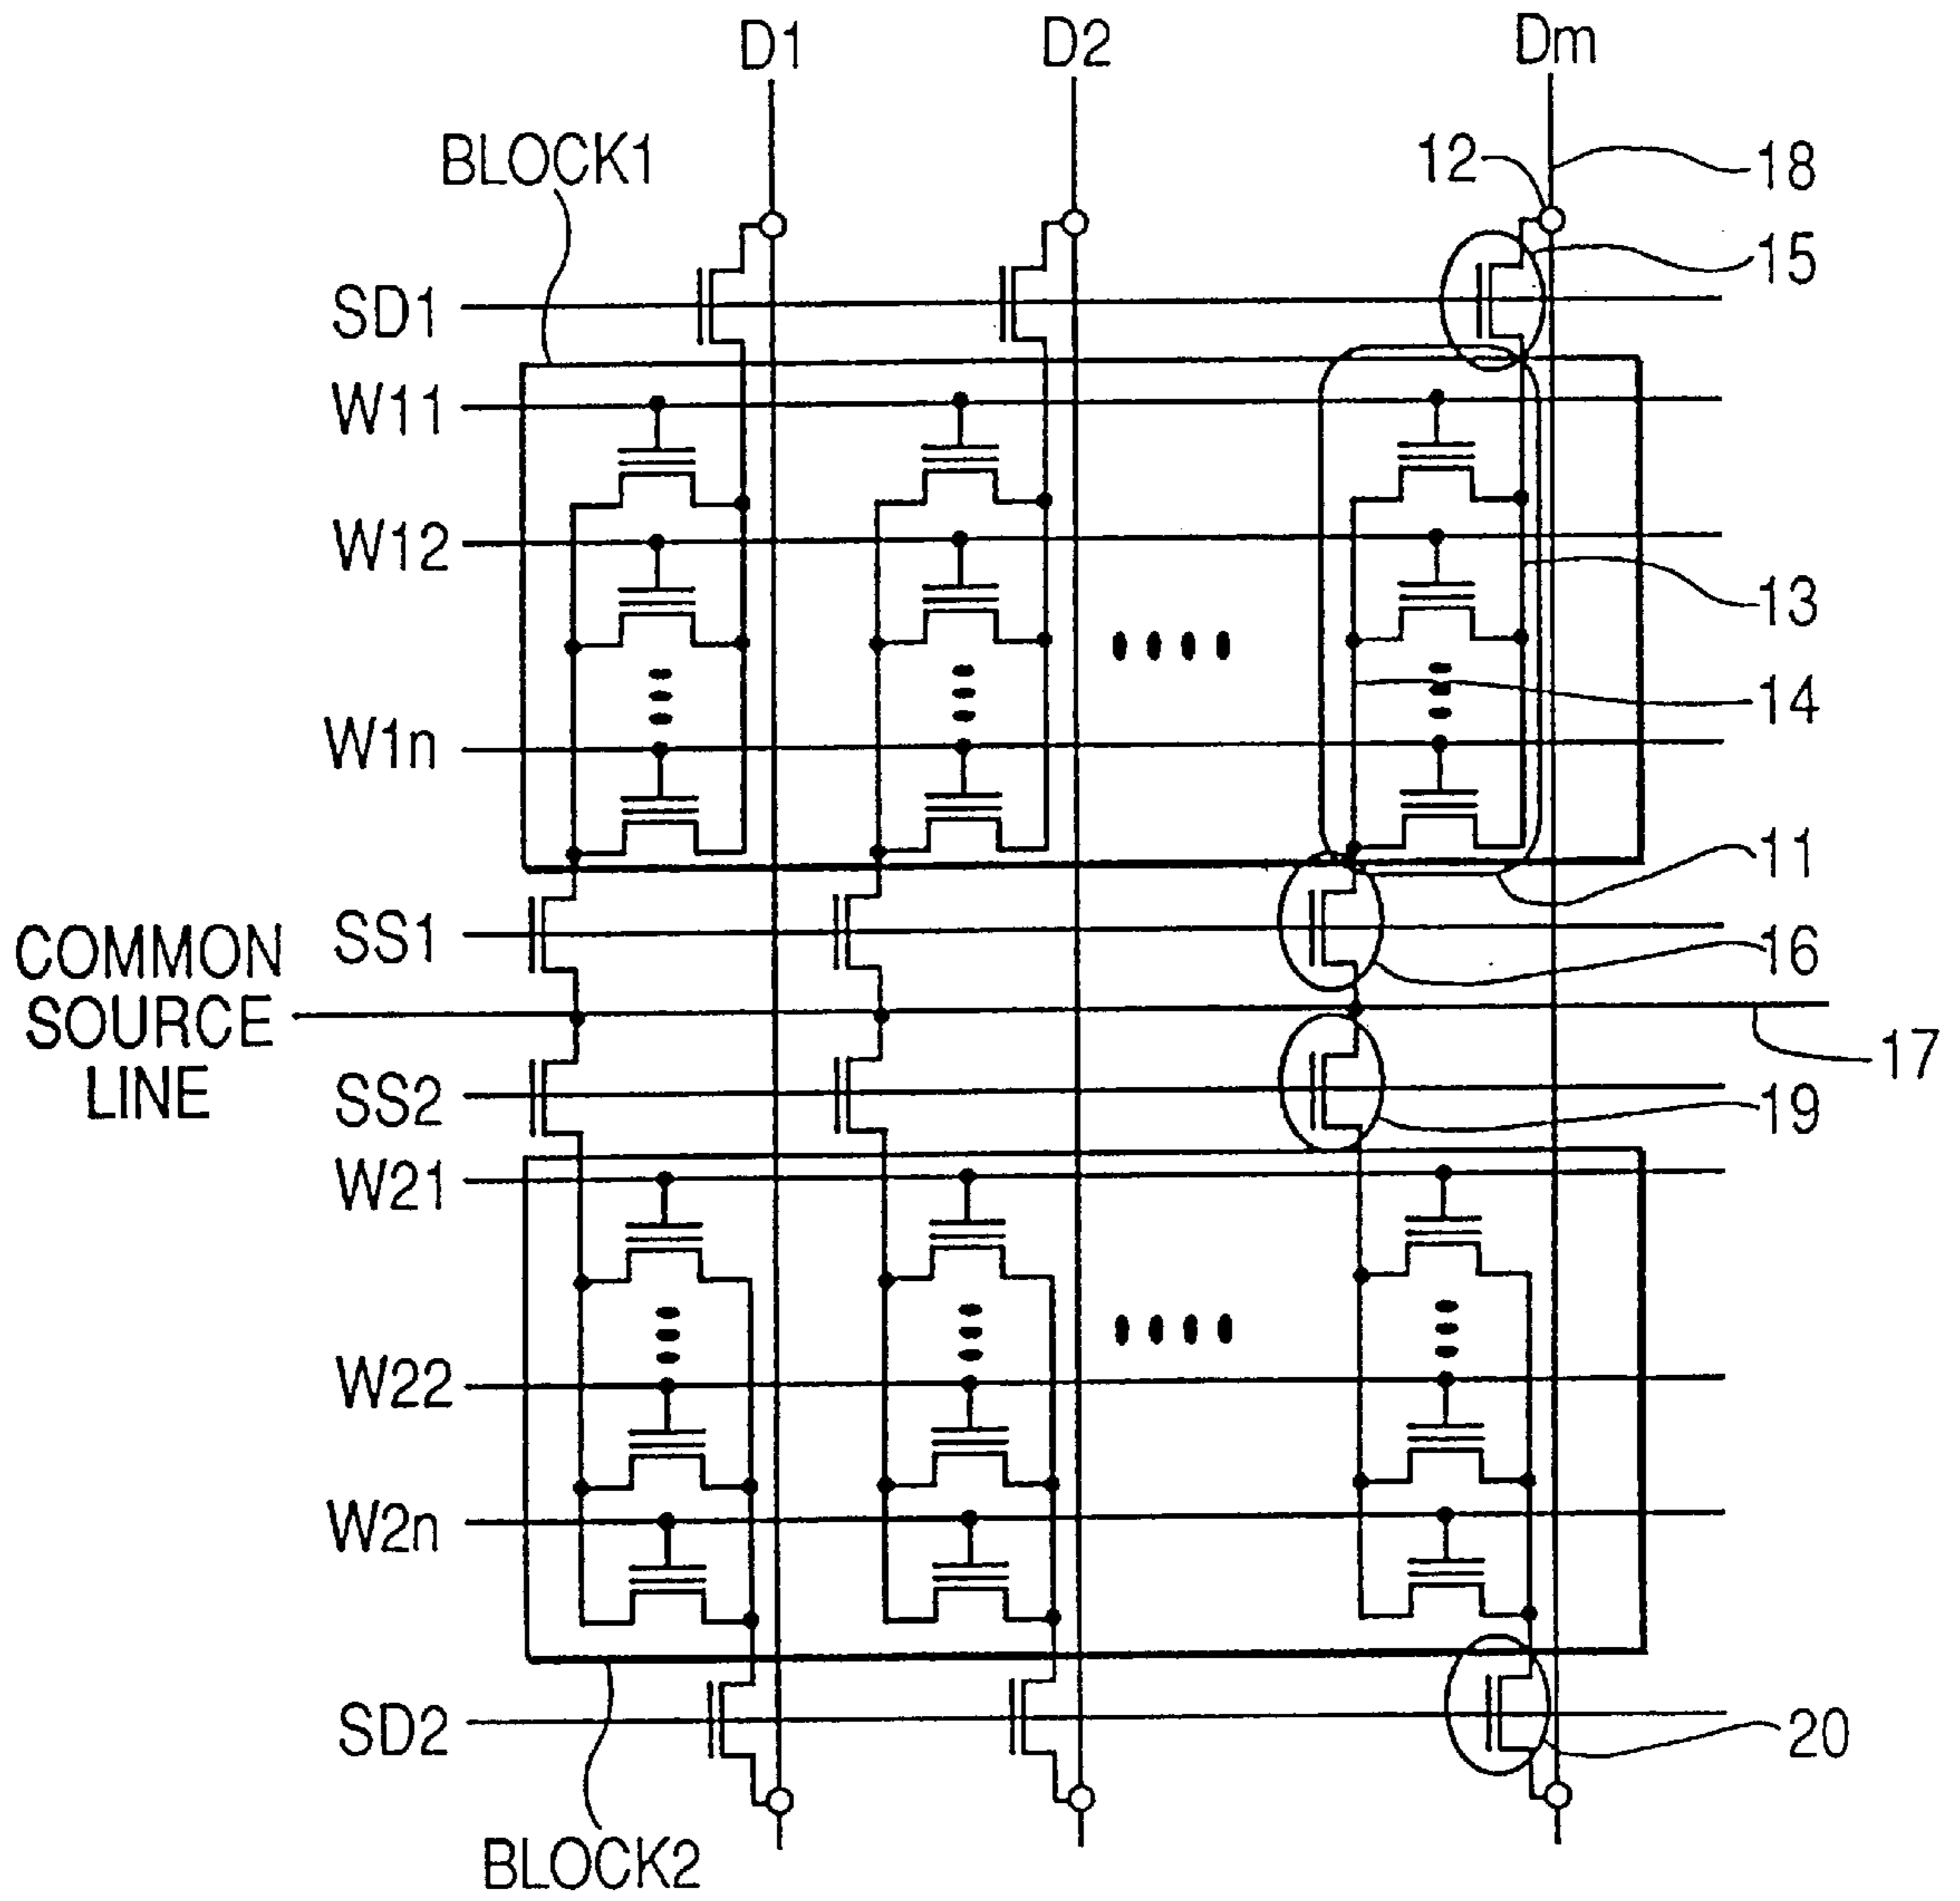 D1
D2
Dm
BLOCK1
12
18
15
SD1
W11
W12
13
14
W1n
11
SS1
16
COMMON
SOURCE
LINE
17
SS2
19
W21
W22
W2n
SD2
20
BLOCK2